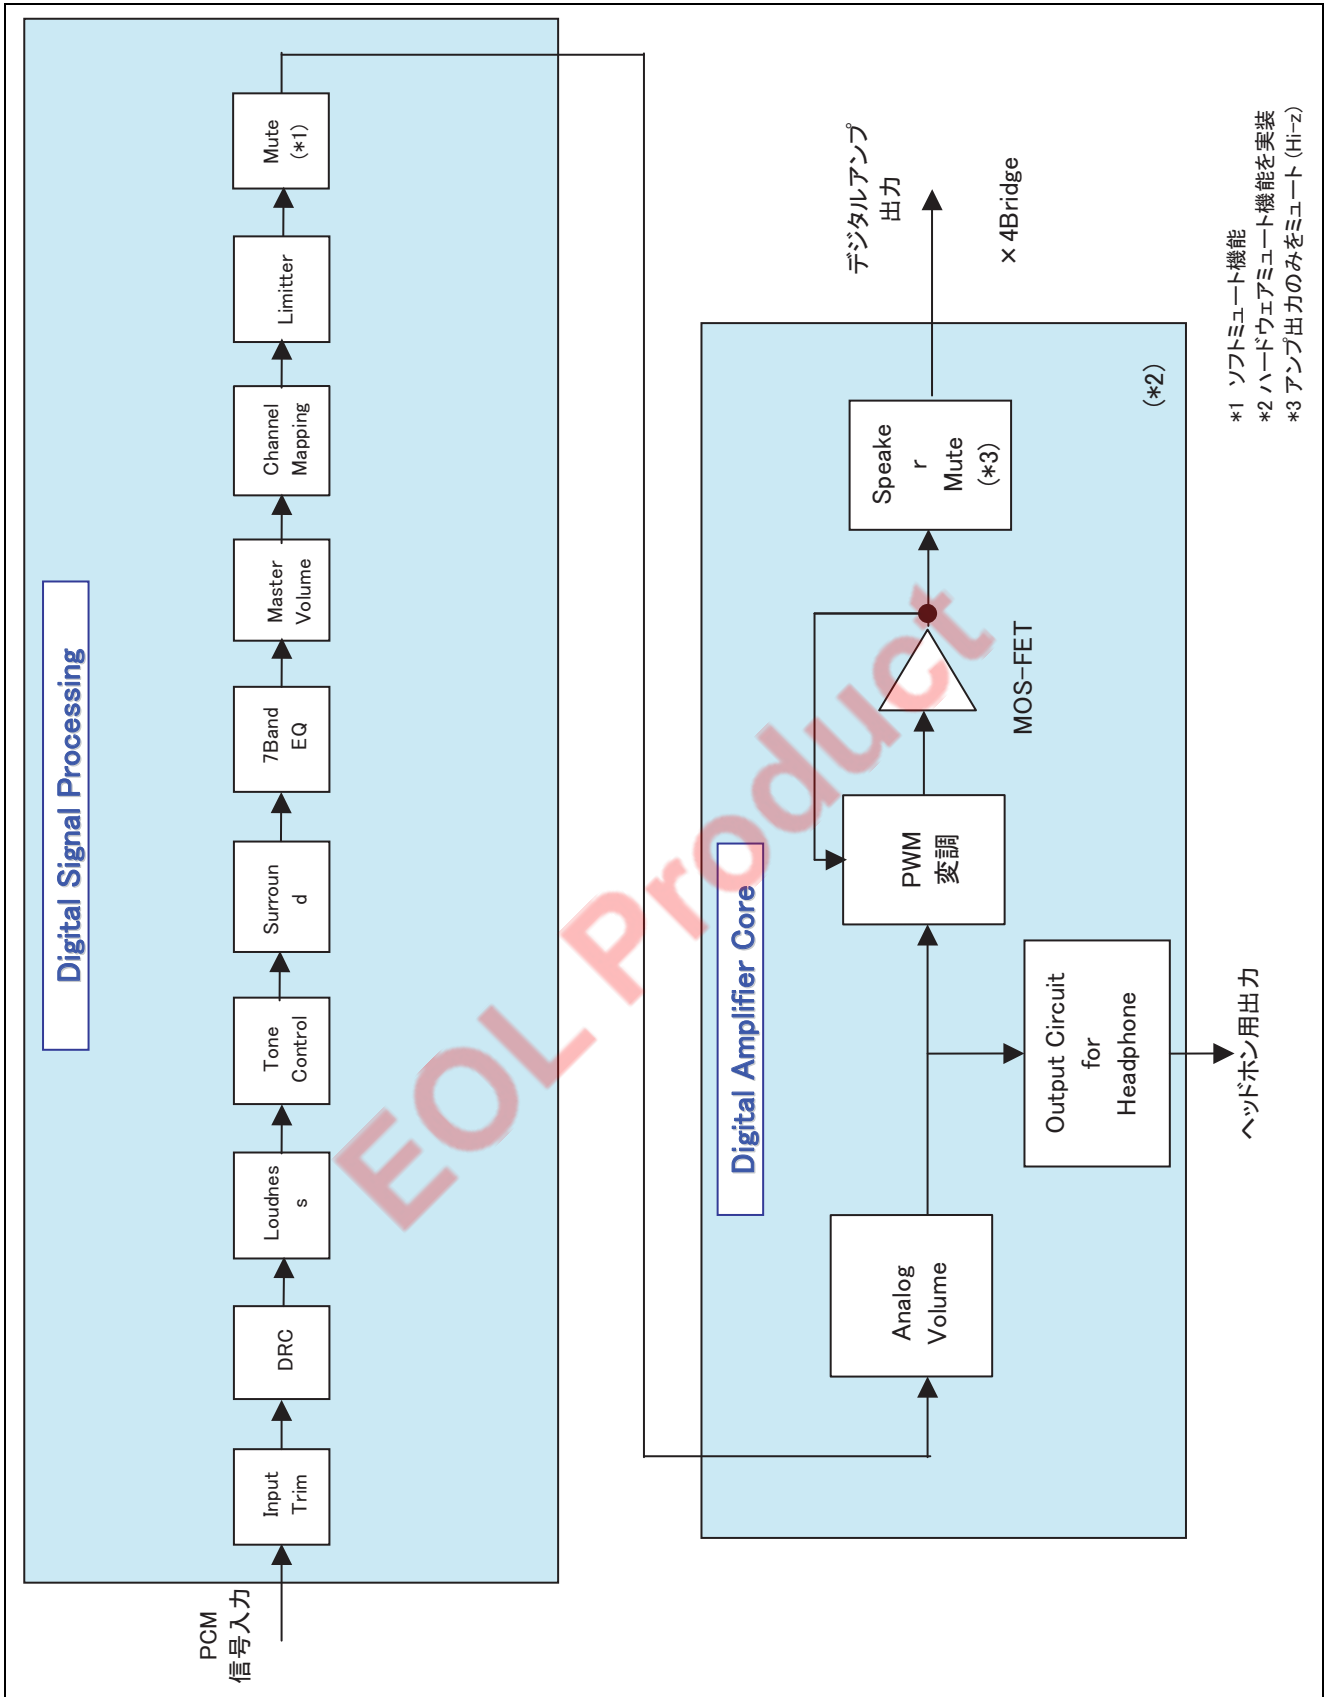 Digital Signal Processing
PCM
信号入力
Input
Trim
DRC
Loudnes
s
Tone
Control
Surroun
d
7Band
EQ
Master
Volume
Channel
Mapping
Limitter
Mute
(*1)
Digital Amplifier Core
Analog
Volume
PWM
変調
MOS-FET
Speake
r
Mute
(*3)
デジタルアンプ
出力
×4Bridge
Output Circuit
for
Headphone
ヘッドホン用出力
(*2)
*1 ソフトミュート機能
*2 ハードウェアミュート機能を実装
*3 アンプ出力のみをミュート (Hi-z)
EOL Product